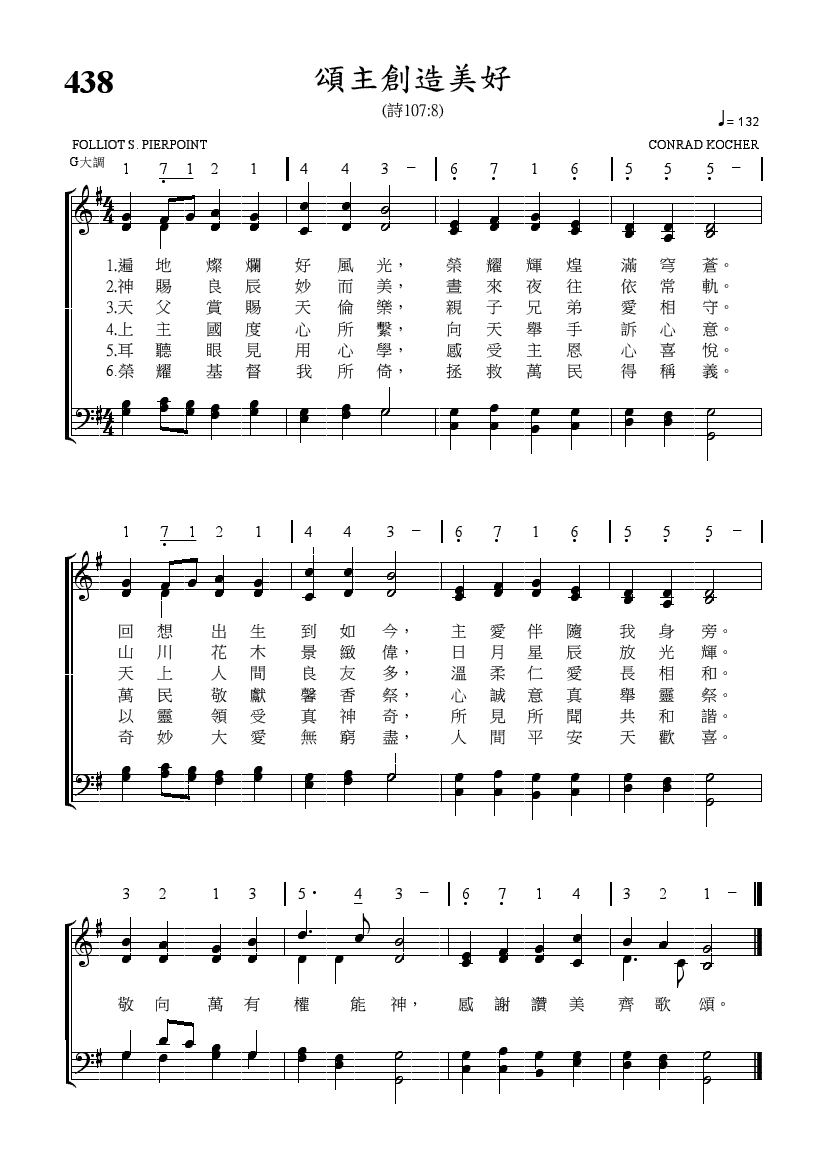 438
頌主創造美好
(詩107:8)
♩= 132
FOLLIOT S. PIERPOINT
CONRAD KOCHER
G大調
1 7 1 2 1 | 4 4 3 – | 6 7 1 6 | 5 5 5 – |
4 4
1.遍地燦爛好風光，榮耀輝煌滿穹蒼。
2.神賜良辰妙而美，晝來夜往依常軌。
3.天父賞賜天倫樂，親子兄弟愛相守。
4.上主國度心所繫，向天舉手訴心意。
5.耳聽眼見用心學，感受主恩心喜悅。
6.榮耀基督我所倚，拯救萬民得稱義。
4 4
1 7 1 2 1 | 4 4 3 – | 6 7 1 6 | 5 5 5 – |
回想出生到如今，主愛伴隨我身旁。
山川花木景緻偉，日月星辰放光輝。
天上人間良友多，溫柔仁愛長相和。
萬民敬獻馨香祭，心誠意真舉靈祭。
以靈領受真神奇，所見所聞共和諧。
奇妙大愛無窮盡，人間平安天歡喜。
3 2 1 3 | 5· 4 3 – | 6 7 1 4 | 3 2 1 – ‖
敬向萬有權能神，感謝讚美齊歌頌。